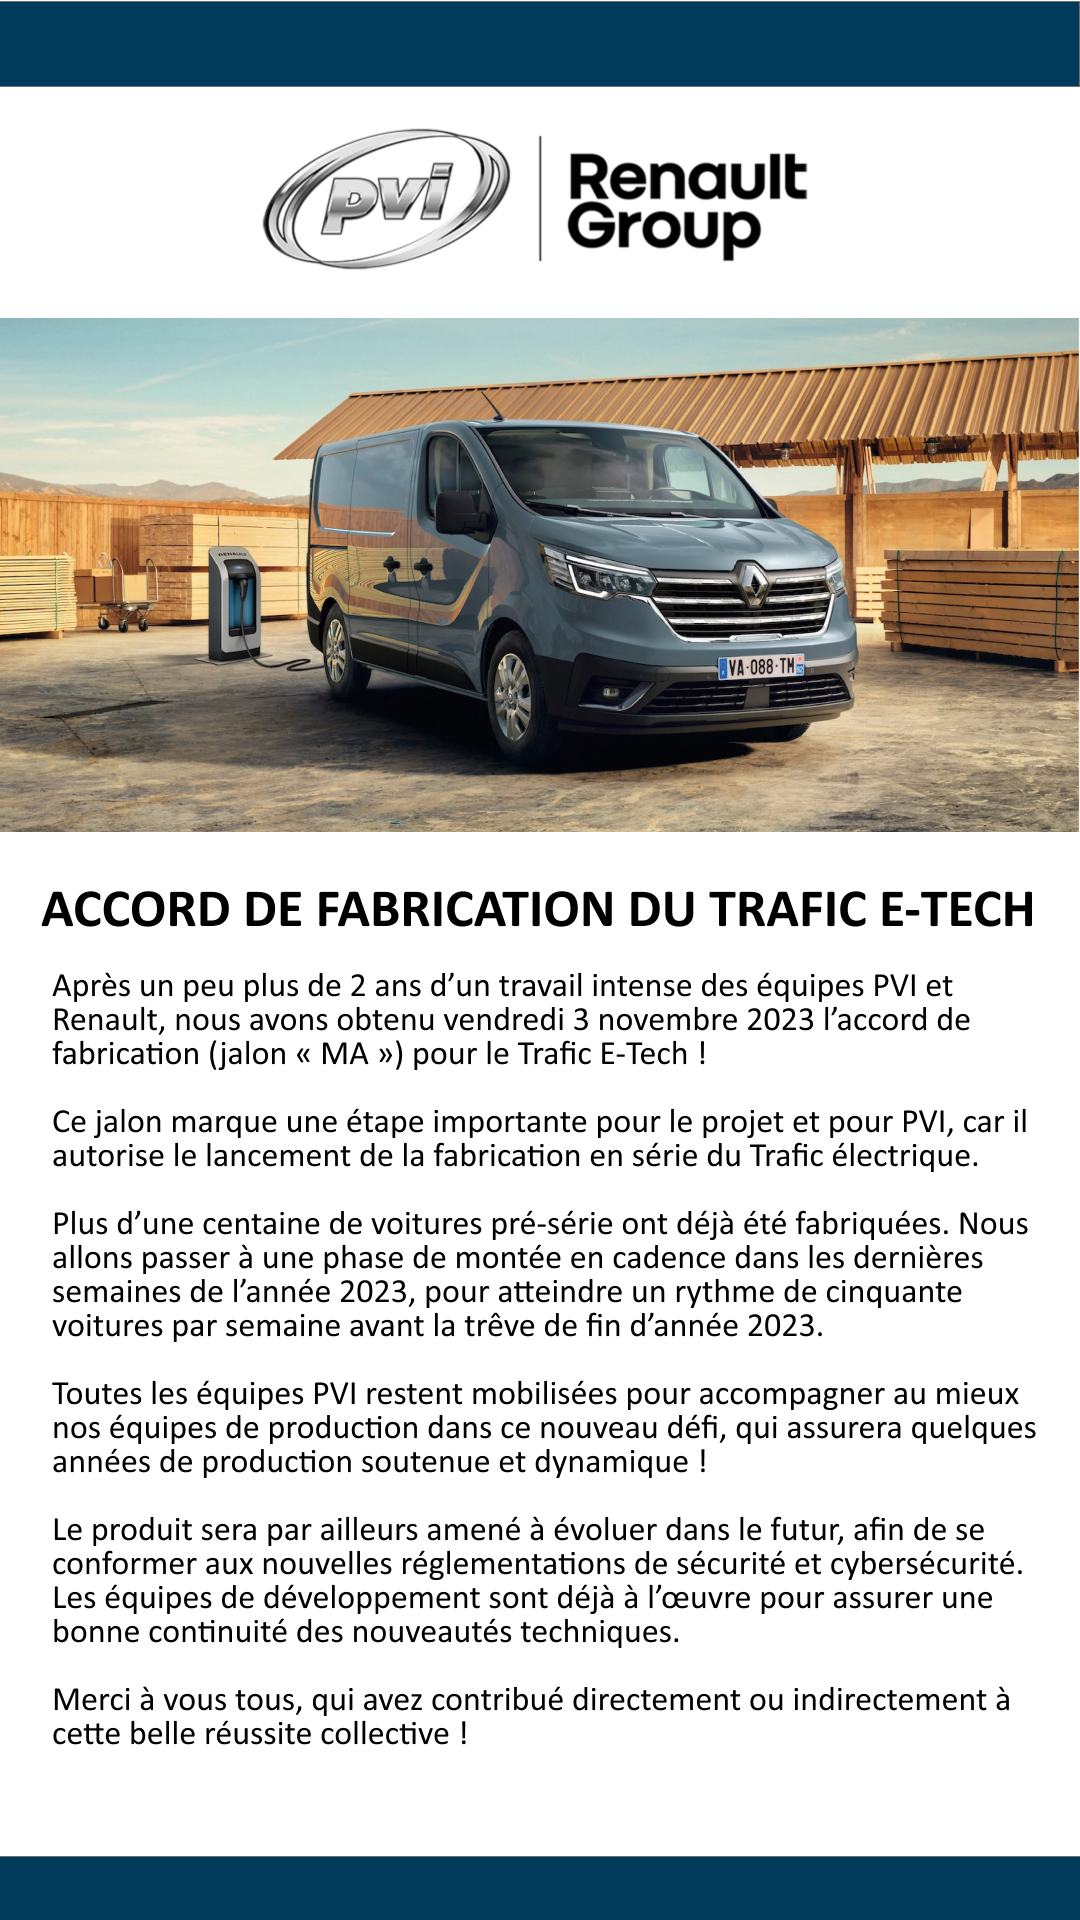 pvi
Renault
Group
RENAULT
VA-088-TM
ACCORD DE FABRICATION DU TRAFIC E-TECH
Après un peu plus de 2 ans d’un travail intense des équipes PVI et
Renault, nous avons obtenu vendredi 3 novembre 2023 l’accord de
fabrication (jalon « MA ») pour le Trafic E-Tech !
Ce jalon marque une étape importante pour le projet et pour PVI, car il
autorise le lancement de la fabrication en série du Trafic électrique.
Plus d’une centaine de voitures pré-série ont déjà été fabriquées. Nous
allons passer à une phase de montée en cadence dans les dernières
semaines de l’année 2023, pour atteindre un rythme de cinquante
voitures par semaine avant la trêve de fin d’année 2023.
Toutes les équipes PVI restent mobilisées pour accompagner au mieux
nos équipes de production dans ce nouveau défi, qui assurera quelques
années de production soutenue et dynamique !
Le produit sera par ailleurs amené à évoluer dans le futur, afin de se
conformer aux nouvelles réglementations de sécurité et cybersécurité.
Les équipes de développement sont déjà à l’œuvre pour assurer une
bonne continuité des nouveautés techniques.
Merci à vous tous, qui avez contribué directement ou indirectement à
cette belle réussite collective !